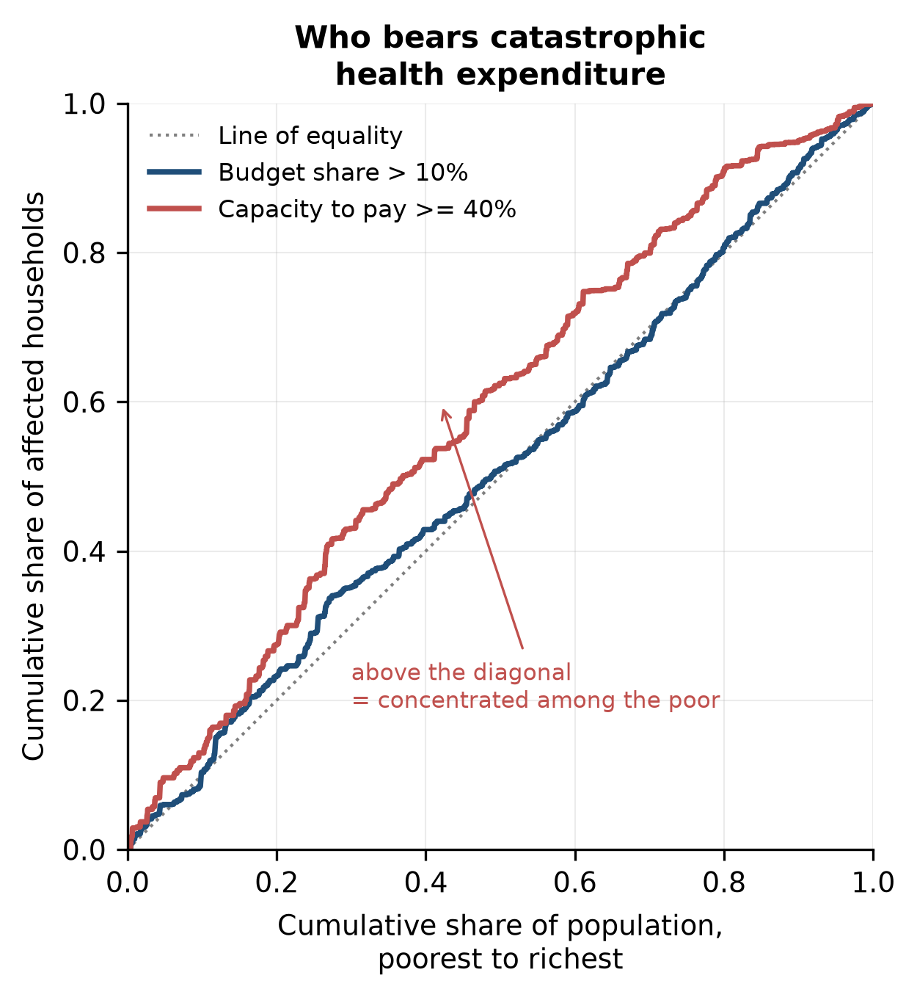 Who bears catastrophic
health expenditure
Line of equality
Budget share > 10%
Capacity to pay >= 40%
Cumulative share of affected households
1.0
0.8
0.6
0.4
0.2
0.0
above the diagonal
= concentrated among the poor
0.0 0.2 0.4 0.6 0.8 1.0
Cumulative share of population,
poorest to richest